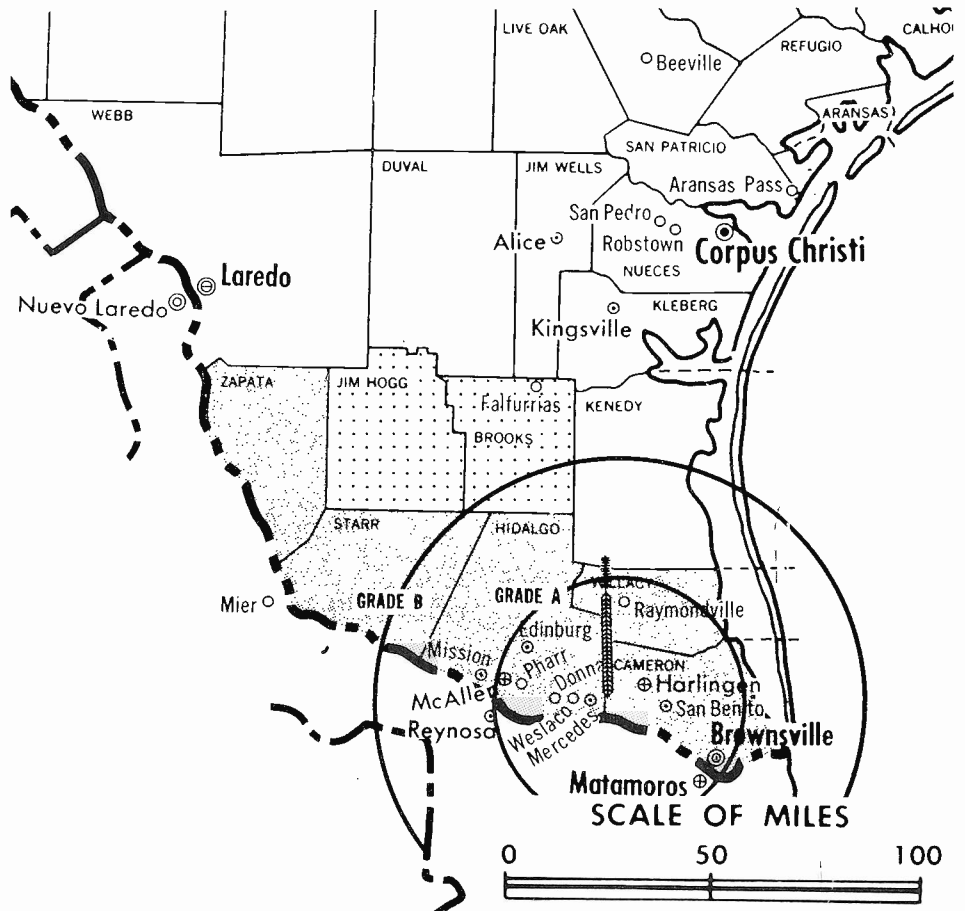 LIVE OAK
CALHO
REFUGIO
Beeville
WEBB
ARANSAS
SAN PATRICIO
DUVAL
JIM WELLS
Aransas Pass
San Pedro
Alice
Robstown
Corpus Christi
NUECES
Laredo
Nuevo Laredo
KLEBERG
Kingsville
ZAPATA
JIM HOGG
Falfurrias
KENEDY
BROOKS
STARR
HIDALGO
WILLACY
GRADE B
GRADE A
Mier
Raymondville
Edinburg
Mission
Pharr
Donna
CAMERON
McAllen
Harlingen
Reynosa
Weslaco
Mercedes
San Benito
Brownsville
Matamoros
SCALE OF MILES
0 50 100